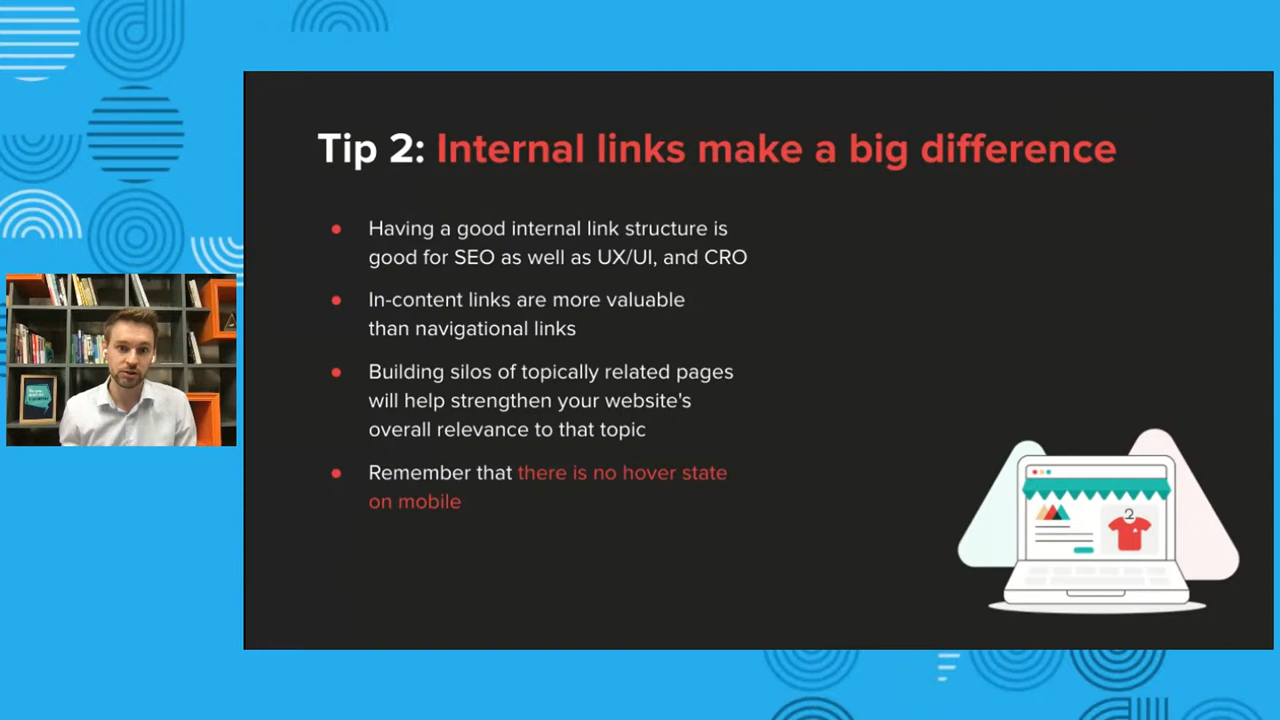 Tip 2: Internal links make a big difference
Having a good internal link structure is
good for SEO as well as UX/UI, and CRO
In-content links are more valuable
than navigational links
Building silos of topically related pages
will help strengthen your website's
overall relevance to that topic
Remember that there is no hover state
on mobile